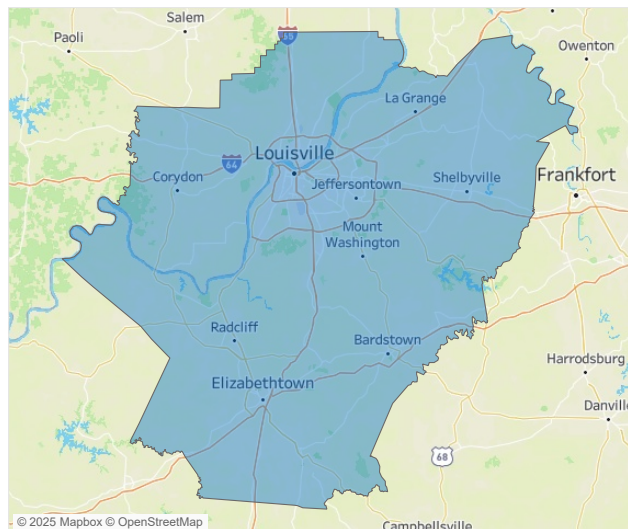 Salem
Paoli
65
Owenton
La Grange
Louisville
64
Corydon
Jeffersontown
Shelbyville
Frankfort
Mount
Washington
Radcliff
Bardstown
Harrodsburg
Elizabethtown
Danville
68
Campbellsville
© 2025 Mapbox © OpenStreetMap